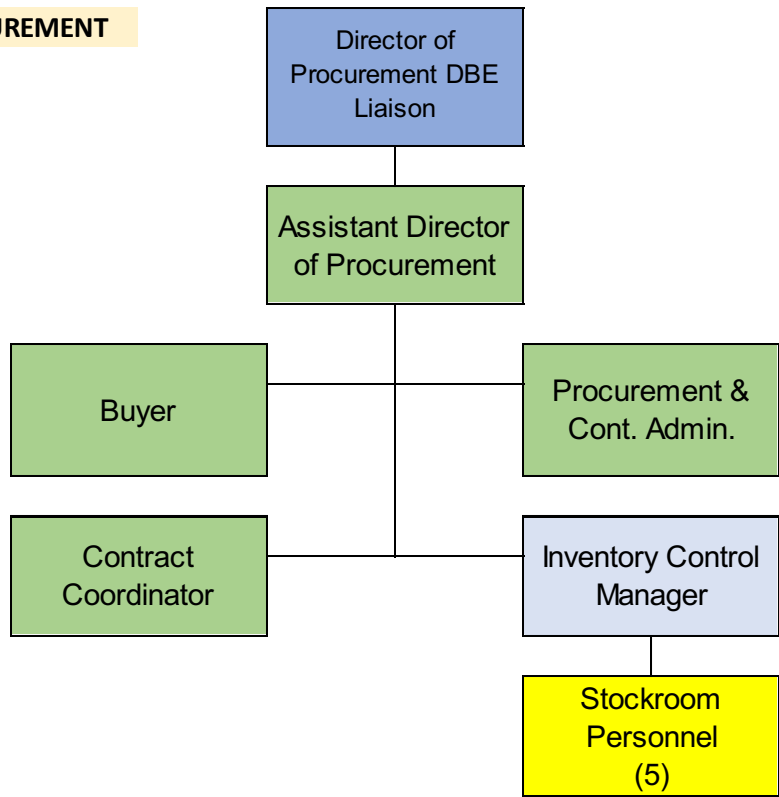 UREMENT
Director of
Procurement DBE
Liaison
Assistant Director
of Procurement
Buyer
Procurement &
Cont. Admin.
Contract
Coordinator
Inventory Control
Manager
Stockroom
Personnel
(5)